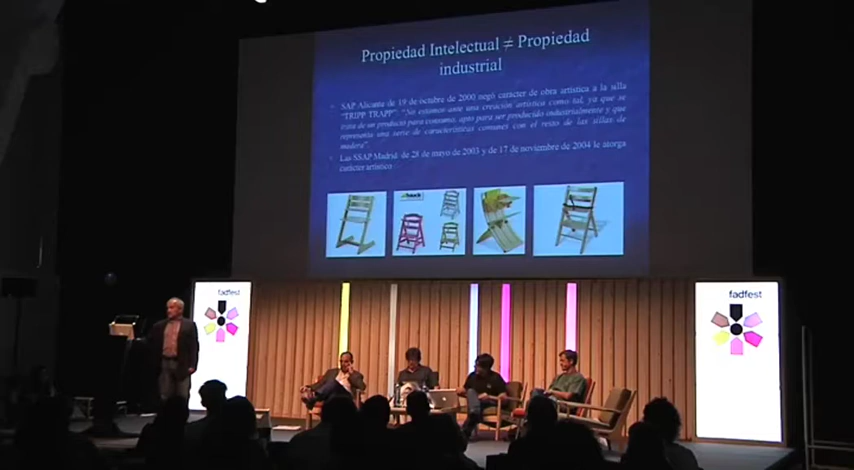 Propiedad Intelectual ≠ Propiedad
industrial
SAP Alicante de 19 de octubre de 2000 negó carácter de obra artística a la silla
"TRIPP TRAPP": "No estamos ante una creación artística como tal, ya que se
trata de un producto para consumo, apto para ser producido industrialmente y que
representa una serie de características comunes con el resto de las sillas de
madera".
Las SSAP Madrid de 28 de mayo de 2003 y de 17 de noviembre de 2004 le otorga
carácter artístico
fadfest
fadfest